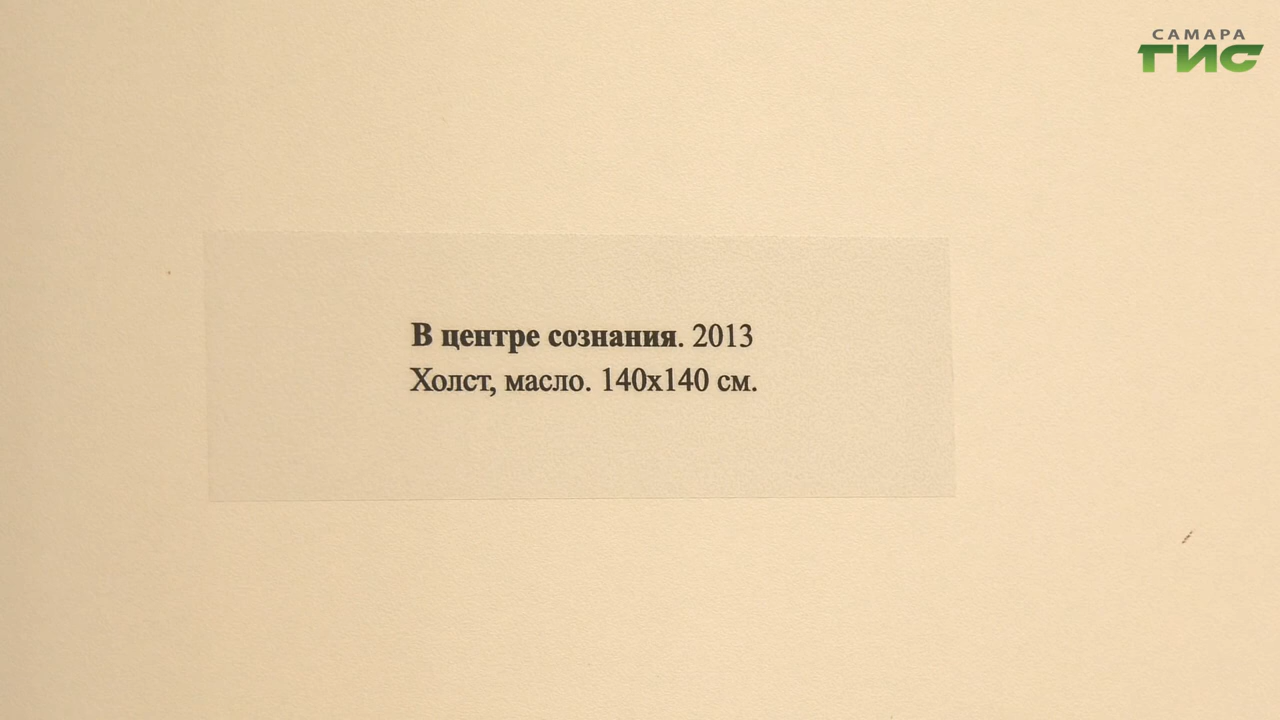 САМАРА
ГИС
В центре сознания. 2013
Холст, масло. 140x140 см.